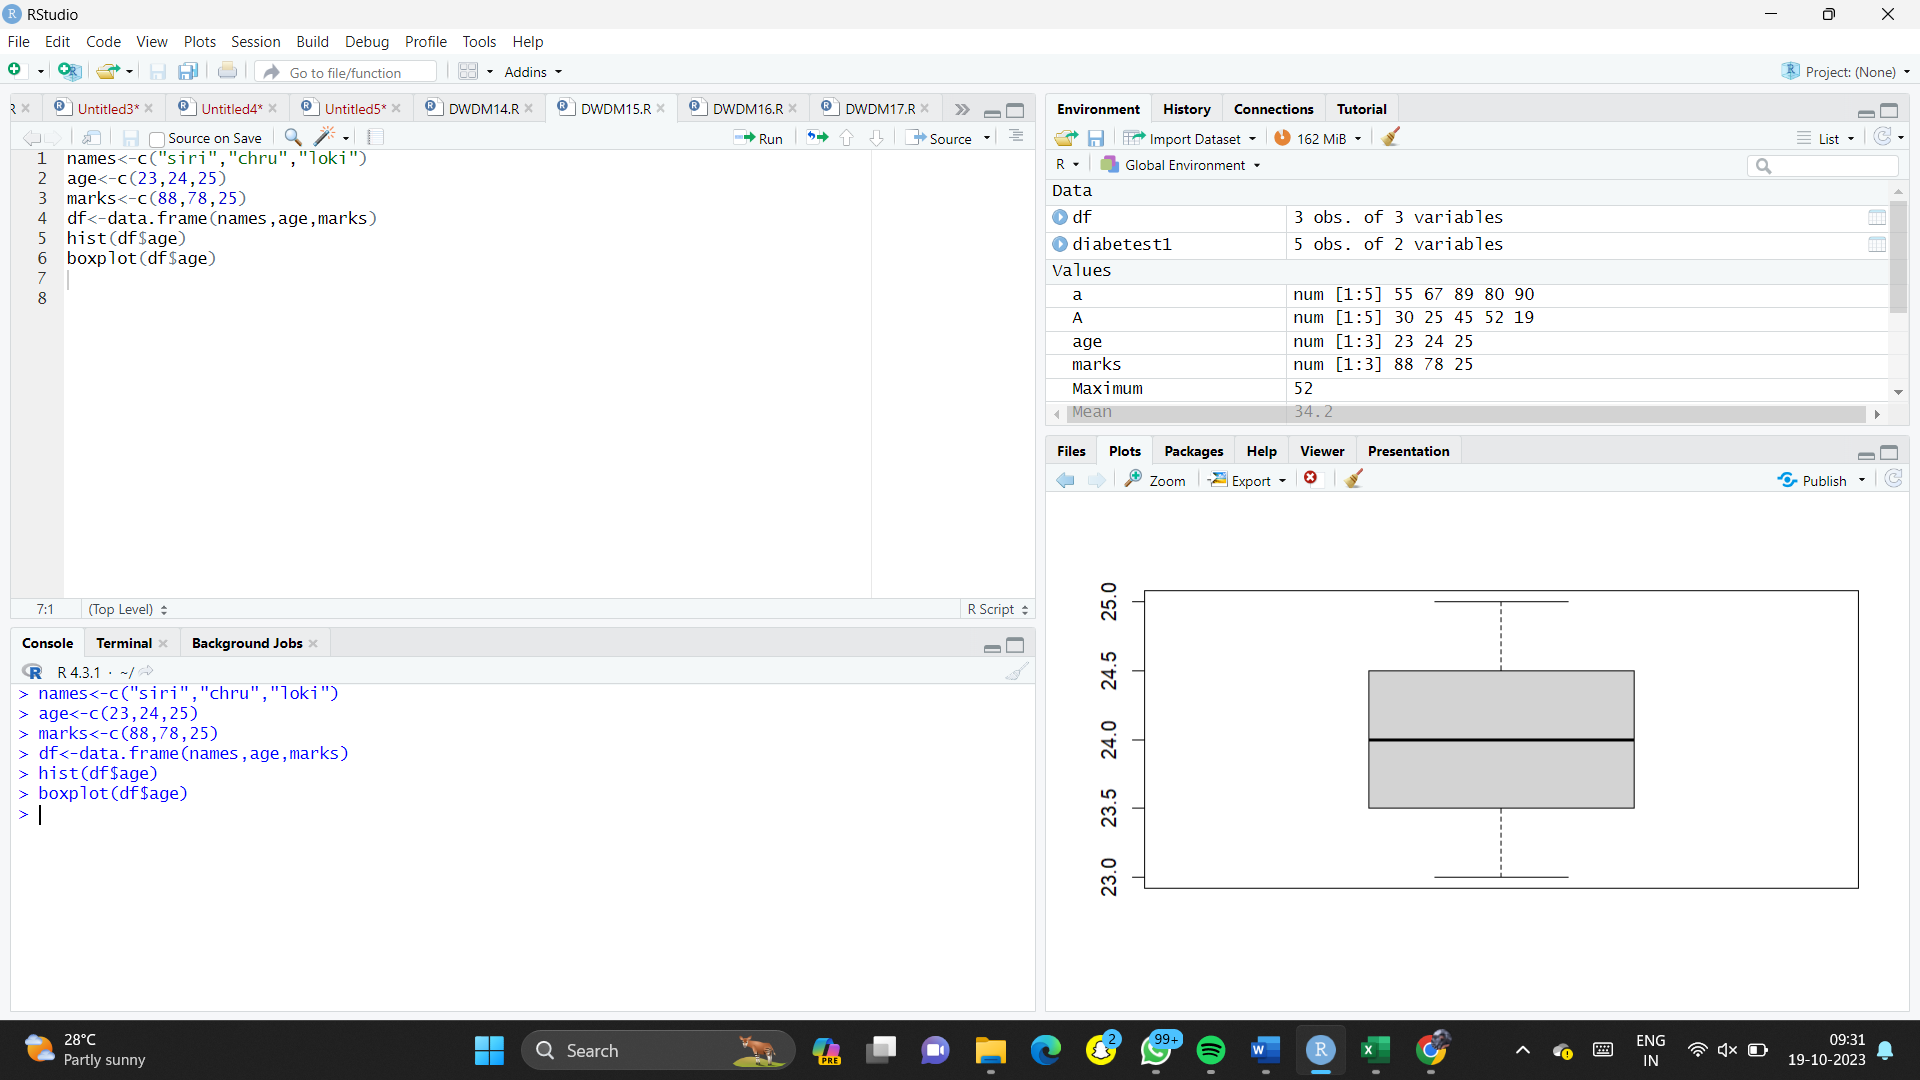 RStudio
File Edit Code View Plots Session Build Debug Profile Tools Help
Go to file/function Addins Project: (None)
R Untitled3* Untitled4* Untitled5* DWDM14.R DWDM15.R DWDM16.R DWDM17.R
Source on Save Run Source
1 names<-c("siri","chru","loki")
2 age<-c(23,24,25)
3 marks<-c(88,78,25)
4 df<-data.frame(names,age,marks)
5 hist(df$age)
6 boxplot(df$age)
7
8
7:1 (Top Level) R Script
Console Terminal Background Jobs
R 4.3.1 · ~/
> names<-c("siri","chru","loki")
> age<-c(23,24,25)
> marks<-c(88,78,25)
> df<-data.frame(names,age,marks)
> hist(df$age)
> boxplot(df$age)
>
Environment History Connections Tutorial
Import Dataset 162 MiB List
R Global Environment
Data
df 3 obs. of 3 variables
diabetest1 5 obs. of 2 variables
Values
a num [1:5] 55 67 89 80 90
A num [1:5] 30 25 45 52 19
age num [1:3] 23 24 25
marks num [1:3] 88 78 25
Maximum 52
Mean 34.2
Files Plots Packages Help Viewer Presentation
Zoom Export Publish
25.0
24.5
24.0
23.5
23.0
28°C
Partly sunny
Search
PRE
2
99+
ENG
IN
09:31
19-10-2023